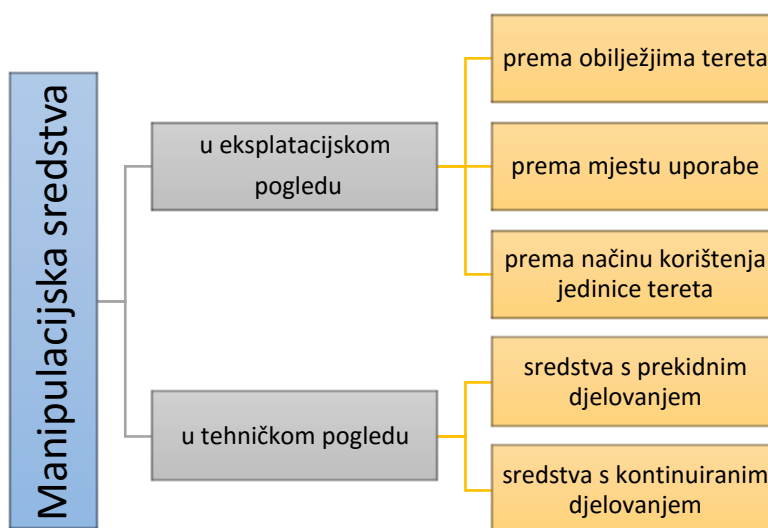 Manipulacijska sredstva
u eksplatacijskom
pogledu
prema obilježjima tereta
prema mjestu uporabe
prema načinu korištenja
jedinice tereta
u tehničkom pogledu
sredstva s prekidnim
djelovanjem
sredstva s kontinuiranim
djelovanjem